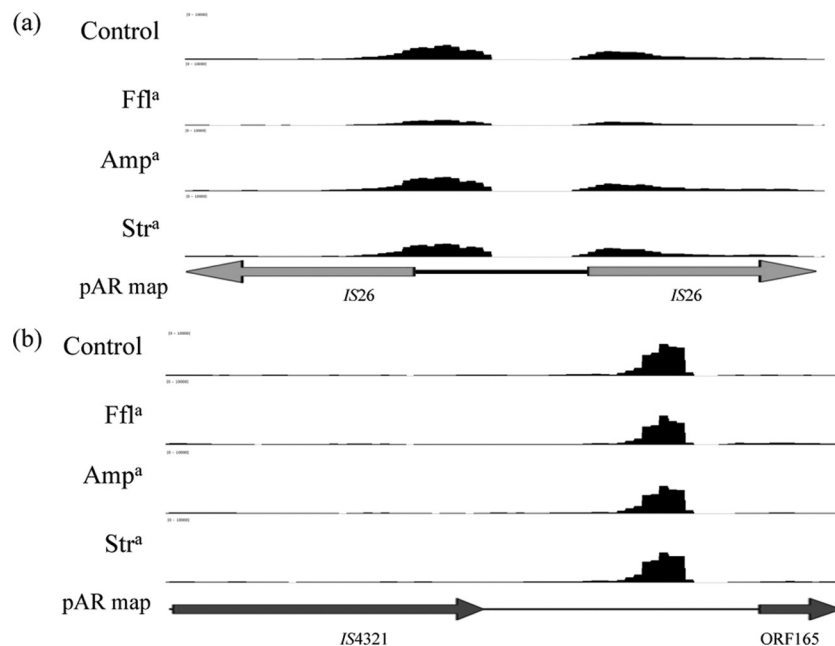 (a)
Control
Fflª
Ampª
Strª
pAR map
IS26 IS26
(b)
Control
Fflª
Ampª
Strª
pAR map
IS4321 ORF165